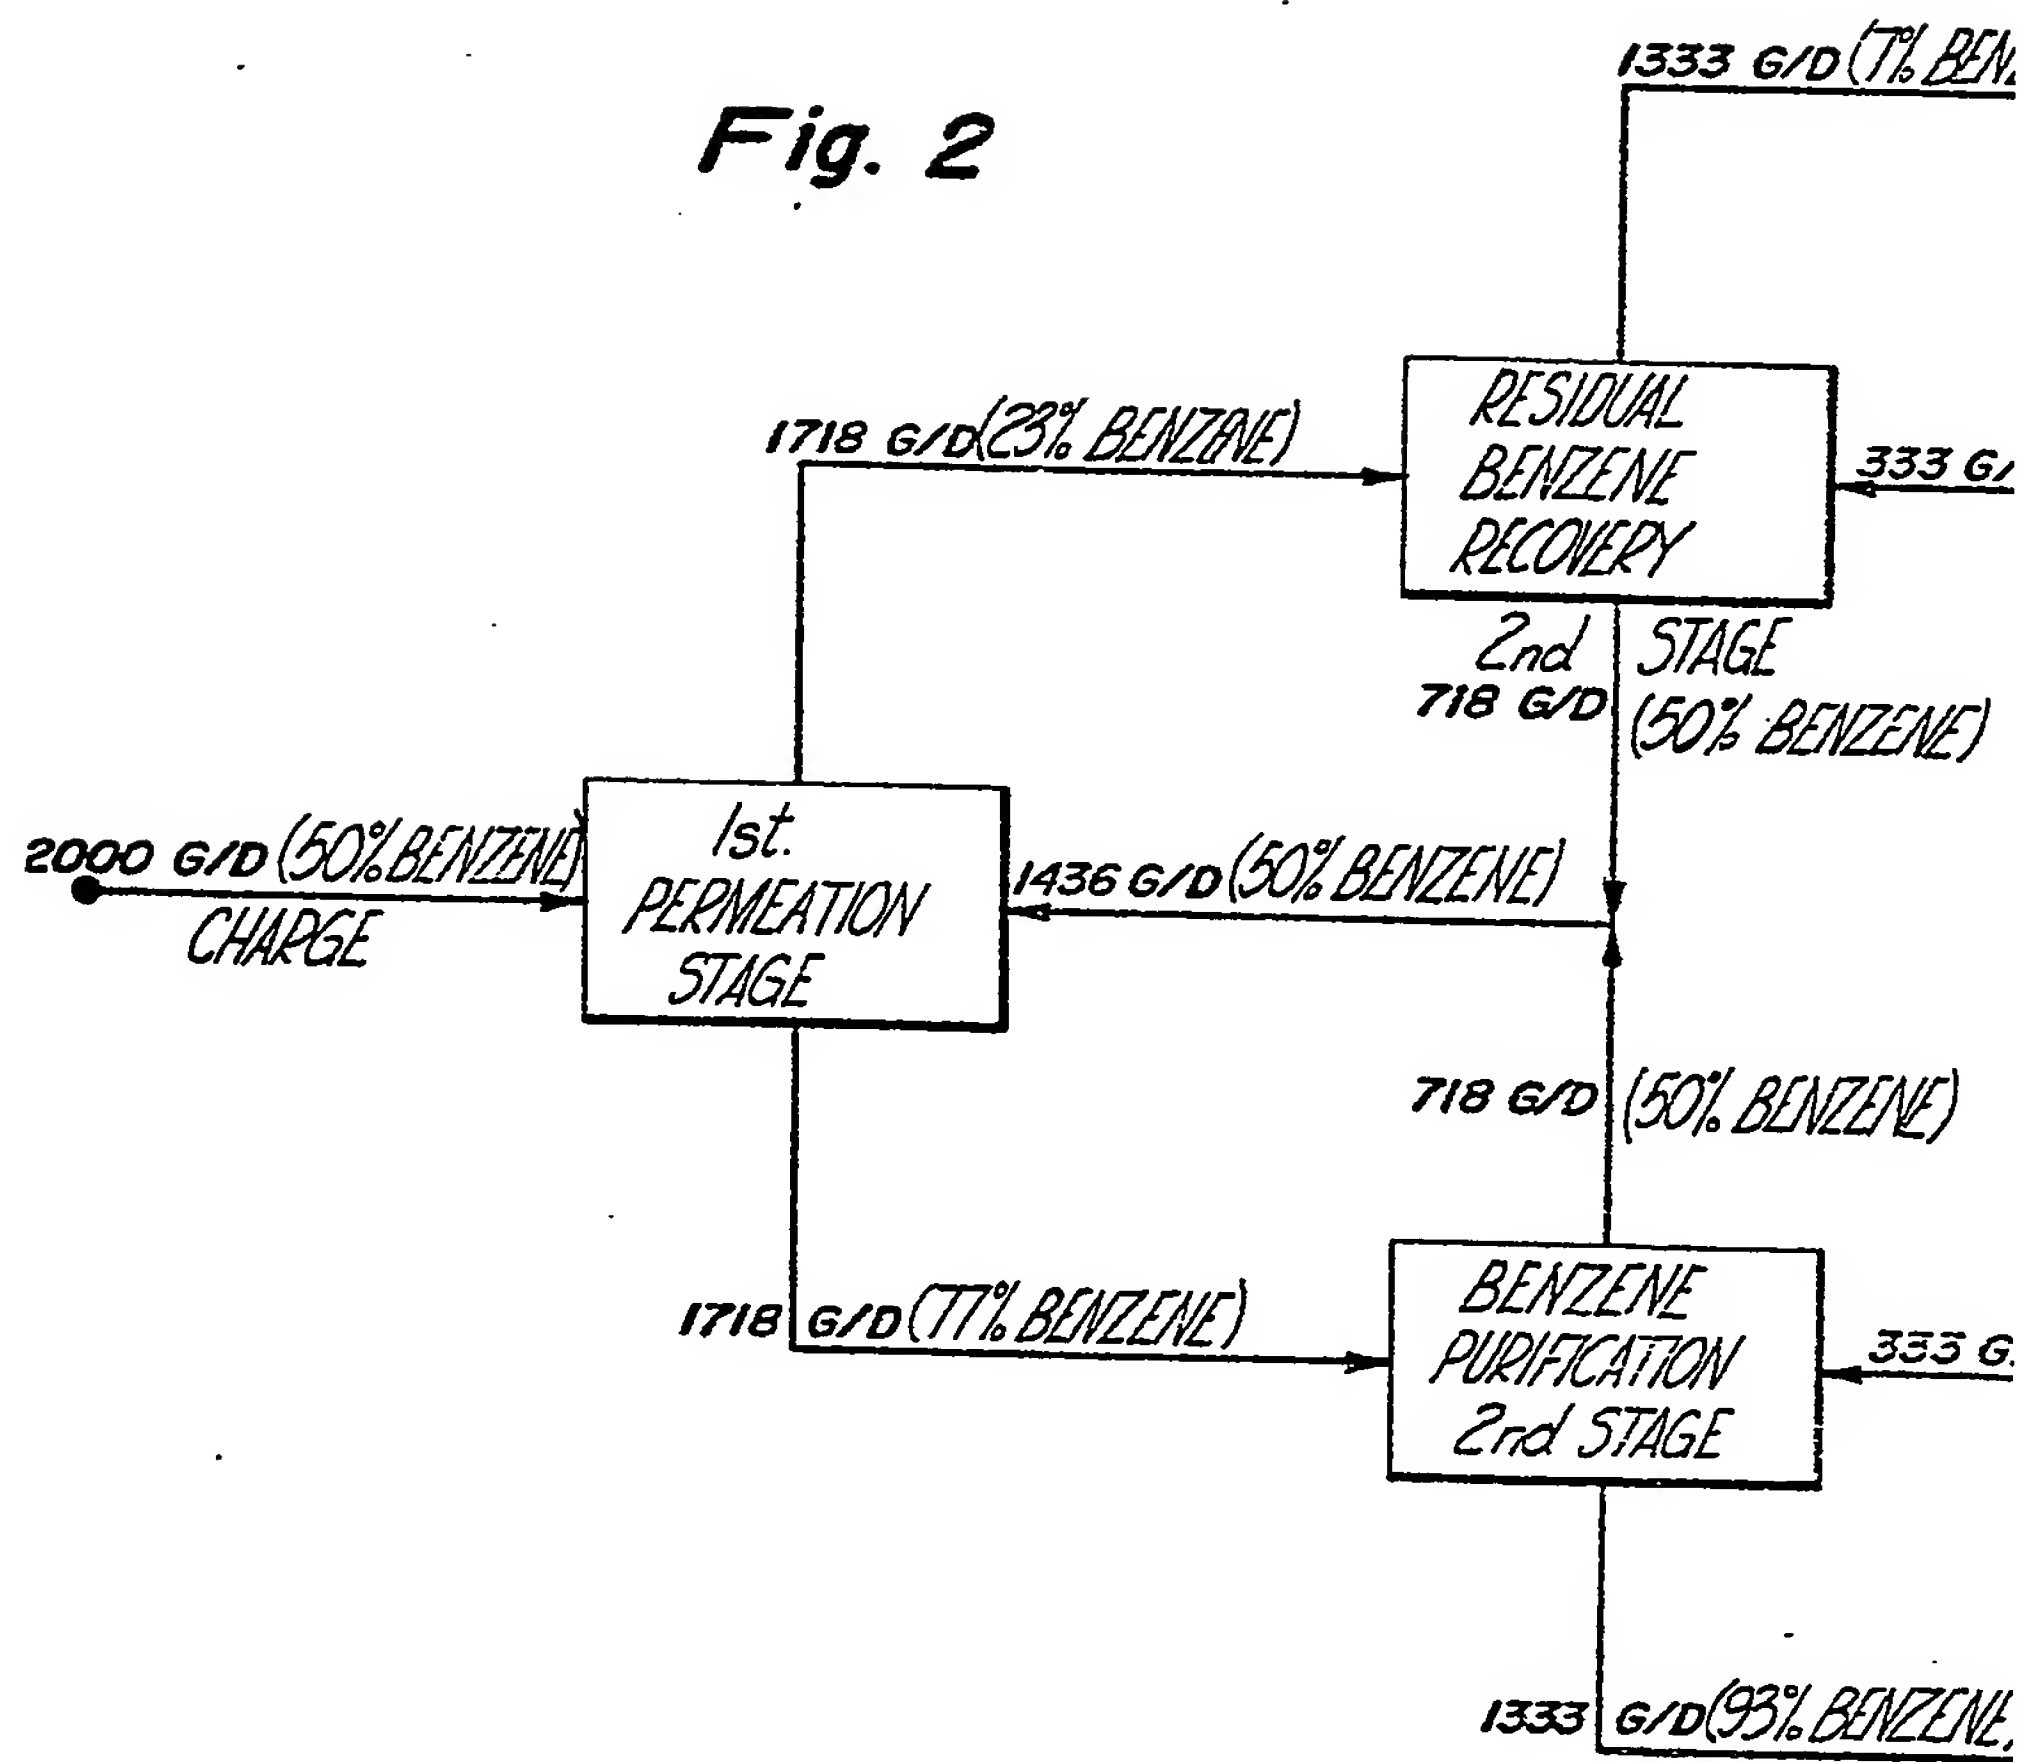 1333 G/D (7% BEN
Fig. 2
1718 G/D (23% BENZENE)
RESIDUAL
BENZENE
RECOVERY
333 G/
2nd STAGE
718 G/D (50% BENZENE)
2000 G/D (50% BENZENE)
CHARGE
1st.
PERMEATION
STAGE
1436 G/D (50% BENZENE)
718 G/D (50% BENZENE)
1718 G/D (77% BENZENE)
BENZENE
PURIFICATION
2nd STAGE
333 G
1333 G/D (93% BENZENE